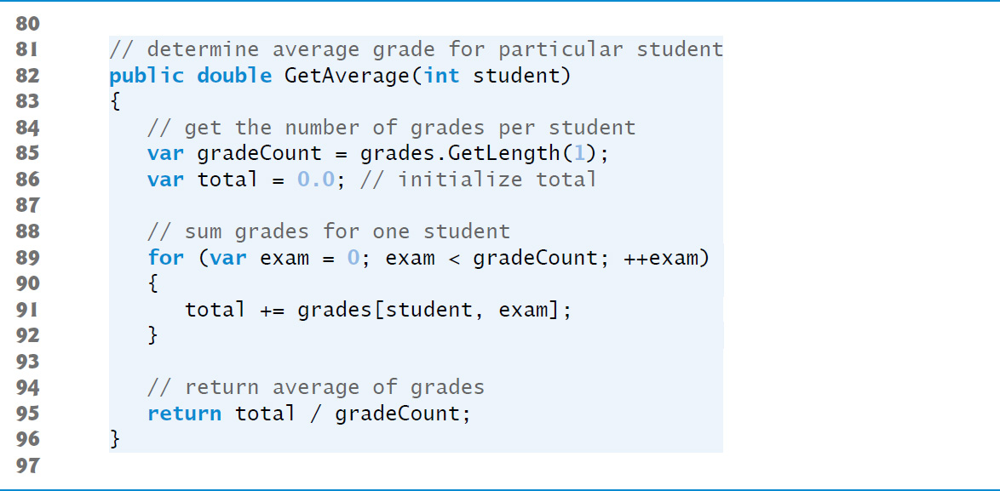 80
81 // determine average grade for particular student
82 public double GetAverage(int student)
83 {
84    // get the number of grades per student
85    var gradeCount = grades.GetLength(1);
86    var total = 0.0; // initialize total
87
88    // sum grades for one student
89    for (var exam = 0; exam < gradeCount; ++exam)
90    {
91       total += grades[student, exam];
92    }
93
94    // return average of grades
95    return total / gradeCount;
96 }
97